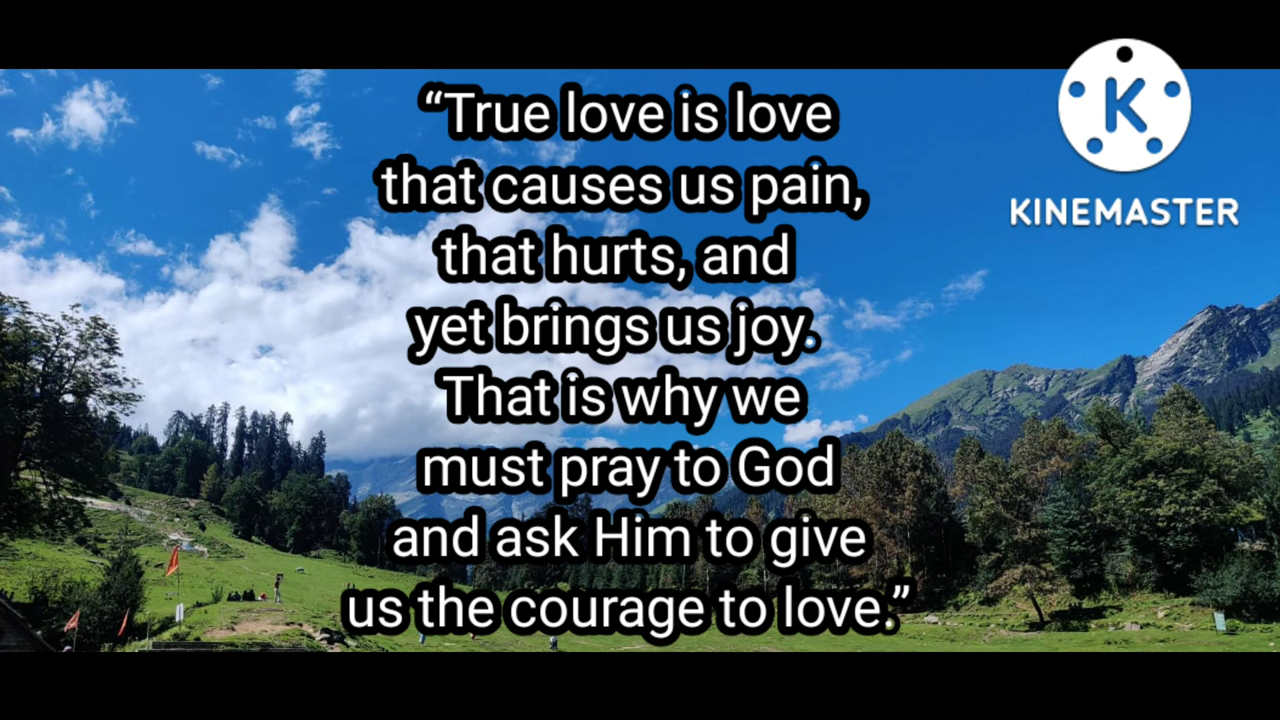 “True love is love
that causes us pain,
that hurts, and
yet brings us joy.
That is why we
must pray to God
and ask Him to give
us the courage to love.”
K
KINEMASTER